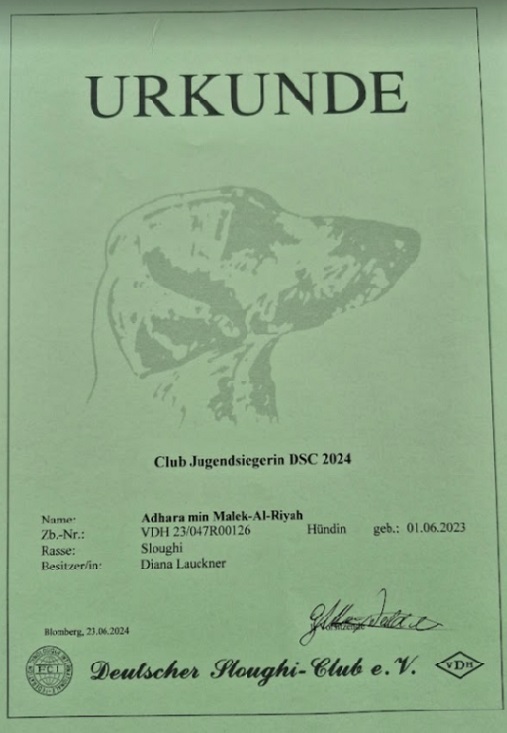 URKUNDE
Club Jugendsiegerin DSC 2024
Name: Adhara min Malek-Al-Riyah
Zb.-Nr.: VDH 23/047R00126 Hündin geb.: 01.06.2023
Rasse: Sloughi
Besitzer/in: Diana Lauckner
Blomberg, 23.06.2024
FCI
Deutscher Sloughi-Club e.V.
VDH